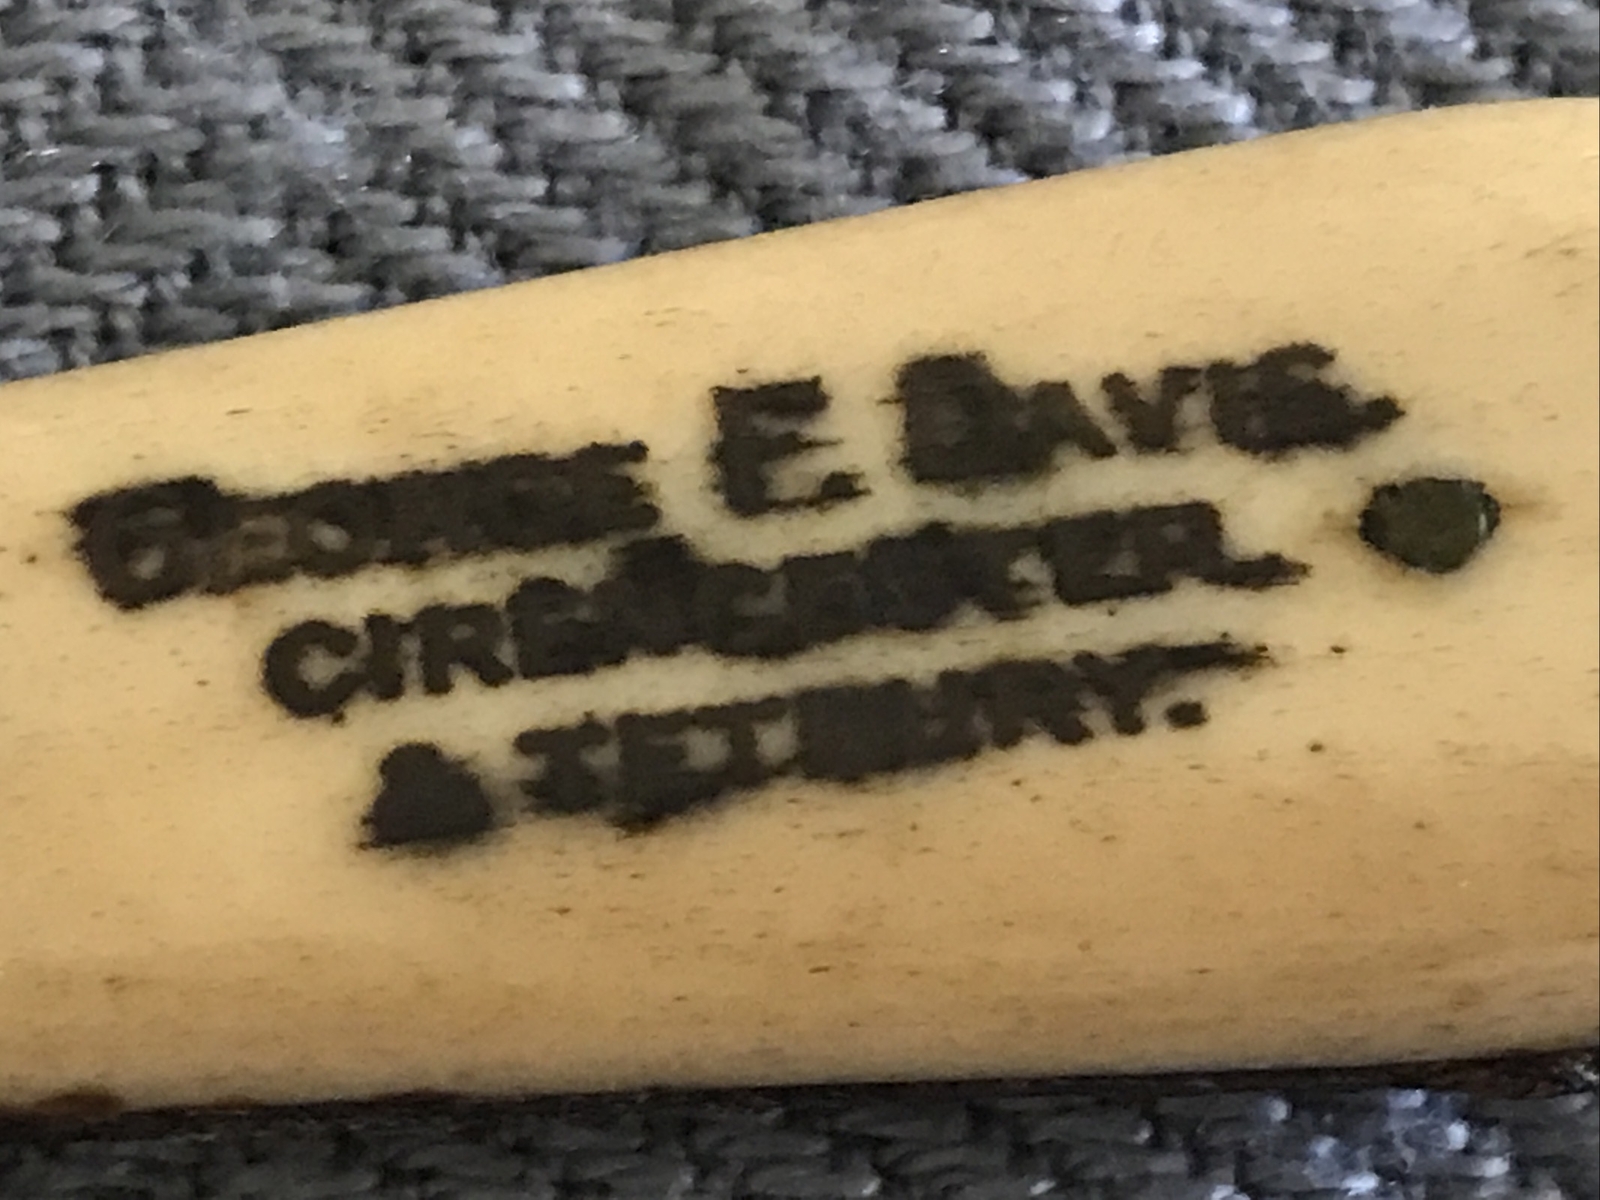 GEORGE E. DAVIS.
CIRENCESTER.
& TETBURY.